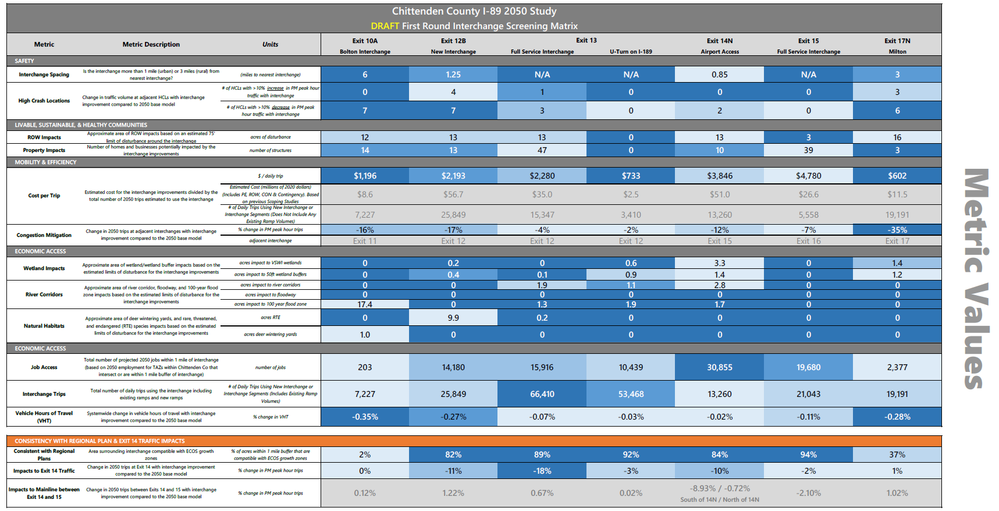 Chittenden County I-89 2050 Study
DRAFT First Round Interchange Screening Matrix
Metric Metric Description Units Exit 10A Exit 12B Exit 13 Exit 14N Exit 15 Exit 17N
Bolton Interchange New Interchange Full Service Interchange U-Turn on I-189 Airport Access Full Service Interchange Milton
SAFETY
Interchange Spacing
Is the interchange more than 1 mile (urban) or 3 miles (rural) from
nearest interchange?
(miles to nearest interchange)
6 1.25 N/A N/A 0.85 N/A 3
High Crash Locations
Change in traffic volume at adjacent HCLs with interchange
improvement compared to 2050 base model
# of HCLs with >10% increase in PM peak hour
traffic with interchange
0 4 1 0 0 0 3
# of HCLs with >10% decrease in PM peak
hour traffic with interchange
7 7 3 0 2 0 6
LIVABLE, SUSTAINABLE, & HEALTHY COMMUNITIES
ROW Impacts
Approximate area of ROW impacts based on an estimated 75'
limit of disturbance around the interchange
acres of disturbance
12 13 13 0 13 3 16
Property Impacts
Number of homes and businesses potentially impacted by the
interchange improvements
number of structures
14 13 47 0 10 39 3
MOBILITY & EFFICIENCY
Cost per Trip
Estimated cost for the interchange improvements divided by the
total number of 2050 trips estimated to use the interchange
$ / daily trip
$1,196 $2,193 $2,280 $733 $3,846 $4,780 $602
Estimated Cost (millions of 2020 dollars)
(Includes PE, ROW, CON & Contingency). Based
on previous Scoping Studies
$8.6 $56.7 $35.0 $2.5 $51.0 $26.6 $11.5
# of Daily Trips Using New Interchange or
Interchange Segments (Does Not Include Any
Existing Ramp Volumes)
7,227 25,849 15,347 3,410 13,260 5,558 19,191
Congestion Mitigation
Change in 2050 trips at adjacent interchanges with interchange
improvement compared to the 2050 base model
% change in PM peak hour trips
-16% -17% -4% -2% -12% -7% -35%
adjacent interchange
Exit 11 Exit 12 Exit 12 Exit 12 Exit 15 Exit 16 Exit 17
ECONOMIC ACCESS
Wetland Impacts
Approximate area of wetland/wetland buffer impacts based on the
estimated limits of disturbance for the interchange improvements
acres impact to VSWI wetlands
0 0.2 0 0.6 3.3 0 1.4
acres impact to 50ft wetland buffers
0 0.4 0.1 0.9 1.4 0 1.2
River Corridors
Approximate area of river corridor, floodway, and 100-year flood
zone impacts based on the estimated limits of disturbance for the
interchange improvements
acres impact to river corridors
0 0 1.9 1.1 2.8 0 0
acres impact to floodway
0 0 0 0 0 0 0
acres impact to 100 year flood zone
17.4 0 1.3 1.9 1.7 0 0
Natural Habitats
Approximate area of deer wintering yards, and rare, threatened,
and endangered (RTE) species impacts based on the estimated
limits of disturbance for the interchange improvements
acres RTE
0 9.9 0.2 0 0 0 0
acres deer wintering yards
1.0 0 0 0 0 0 0
ECONOMIC ACCESS
Job Access
Total number of projected 2050 jobs within 1 mile of interchange
(based on 2050 employment for TAZs within Chittenden Co that
intersect or are within 1 mile buffer of interchange)
number of jobs
203 14,180 15,916 10,439 30,855 19,680 2,377
Interchange Trips
Total number of daily trips using the interchange including
existing ramps and new ramps
# of Daily Trips Using New Interchange or
Interchange Segments (Includes Existing Ramp
Volumes)
7,227 25,849 66,410 53,468 13,260 21,043 19,191
Vehicle Hours of Travel
(VHT)
Systemwide change in vehicle hours of travel with interchange
improvement compared to the 2050 base model
% change in VHT
-0.35% -0.27% -0.07% -0.03% -0.02% -0.11% -0.28%
CONSISTENCY WITH REGIONAL PLAN & EXIT 14 TRAFFIC IMPACTS
Consistent with Regional
Plans
Area surrounding interchange compatible with ECOS growth
zones
% of acres within 1 mile buffer that are
compatible with ECOS growth zones
2% 82% 89% 92% 84% 94% 37%
Impacts to Exit 14 Traffic
Change in 2050 trips at Exit 14 with interchange improvement
compared to the 2050 base model
% change in PM peak hour trips
0% -11% -18% -3% -10% -2% 1%
Impacts to Mainline between
Exit 14 and 15
Change in 2050 trips between Exits 14 and 15 with interchange
improvement compared to the 2050 base model
% change in PM peak hour trips
0.12% 1.22% 0.67% 0.02% -8.93% / -0.72% -2.10% 1.02%
South of 14N / North of 14N
Metric Values